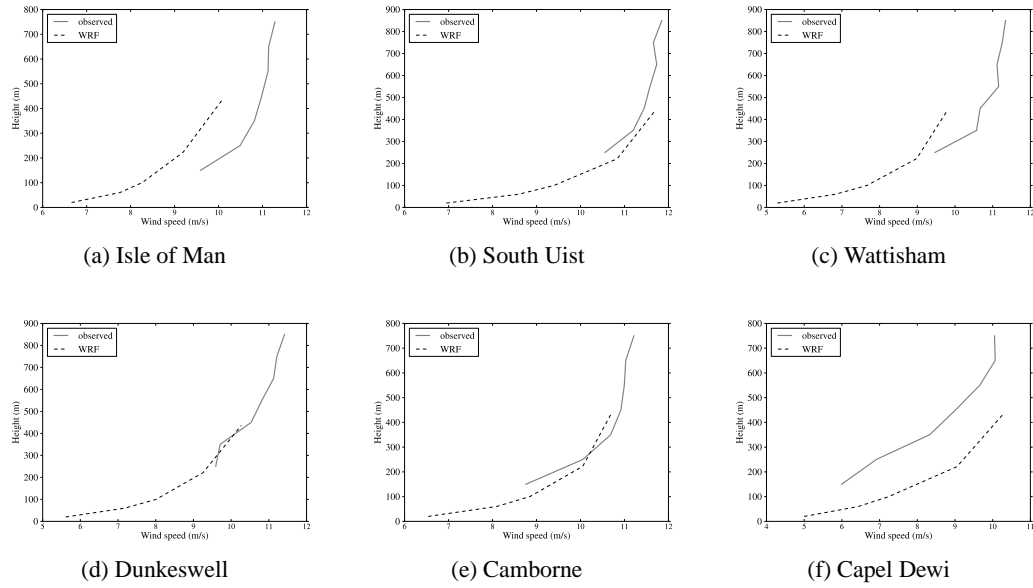 800
700
600
500
400
300
200
100
0
Height (m)
observed
WRF
6 7 8 9 10 11 12
Wind speed (m/s)
(a) Isle of Man
900
800
700
600
500
400
300
200
100
0
Height (m)
observed
WRF
6 7 8 9 10 11 12
Wind speed (m/s)
(b) South Uist
900
800
700
600
500
400
300
200
100
0
Height (m)
observed
WRF
5 6 7 8 9 10 11 12
Wind speed (m/s)
(c) Wattisham
900
800
700
600
500
400
300
200
100
0
Height (m)
observed
WRF
5 6 7 8 9 10 11 12
Wind speed (m/s)
(d) Dunkeswell
900
800
700
600
500
400
300
200
100
0
Height (m)
observed
WRF
6 7 8 9 10 11 12
Wind speed (m/s)
(e) Camborne
800
700
600
500
400
300
200
100
0
Height (m)
observed
WRF
4 5 6 7 8 9 10 11
Wind speed (m/s)
(f) Capel Dewi